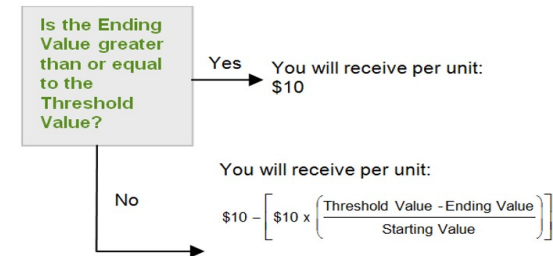 Is the Ending
Value greater
than or equal
to the
Threshold
Value?
Yes
You will receive per unit:
$10
No
You will receive per unit:
$10 – [$10 x (Threshold Value - Ending Value
Starting Value)]